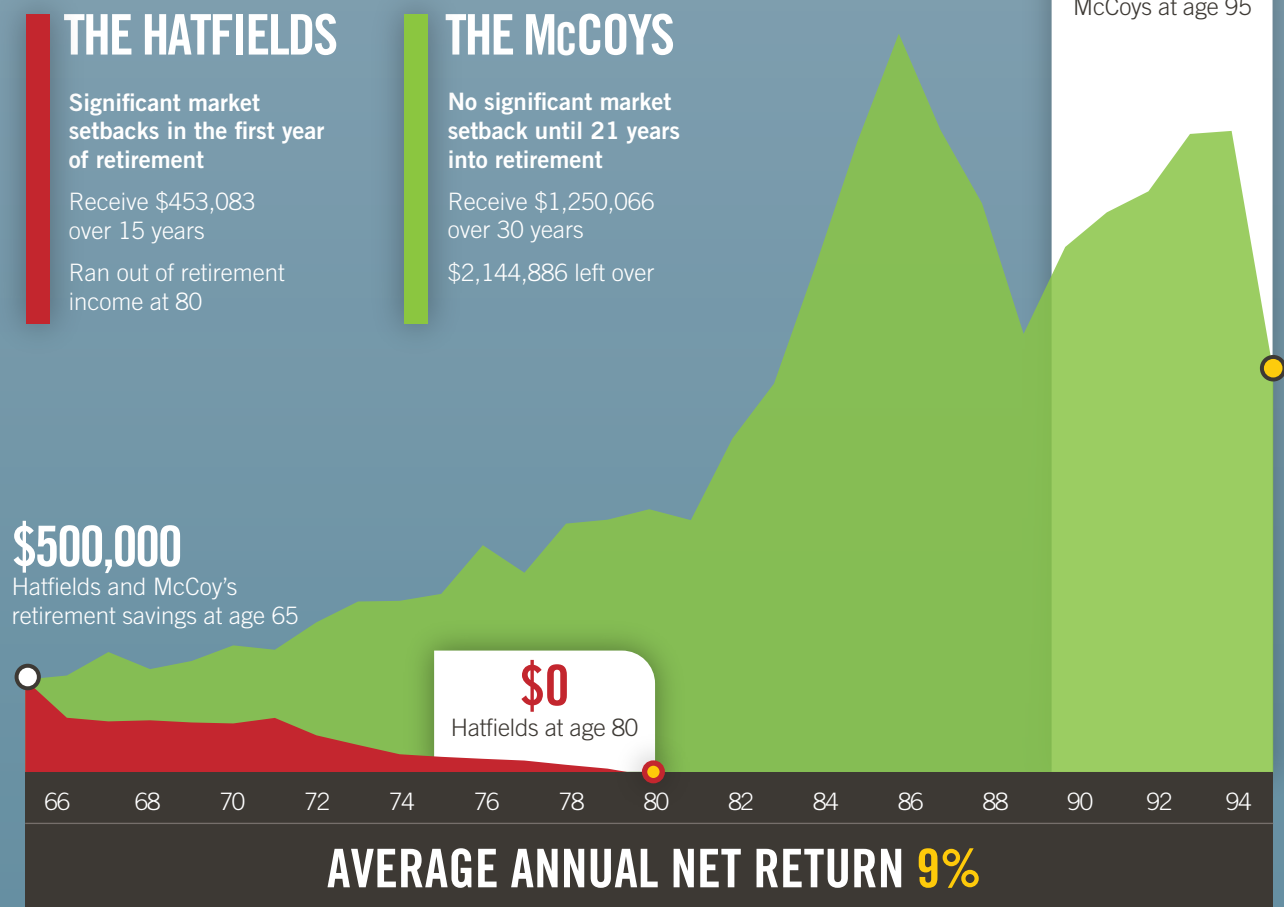 McCoys at age 95
THE HATFIELDS
Significant market
setbacks in the first year
of retirement
Receive $453,083
over 15 years
Ran out of retirement
income at 80
THE McCOYS
No significant market
setback until 21 years
into retirement
Receive $1,250,066
over 30 years
$2,144,886 left over
$500,000
Hatfields and McCoy's
retirement savings at age 65
$0
Hatfields at age 80
66 68 70 72 74 76 78 80 82 84 86 88 90 92 94
AVERAGE ANNUAL NET RETURN 9%